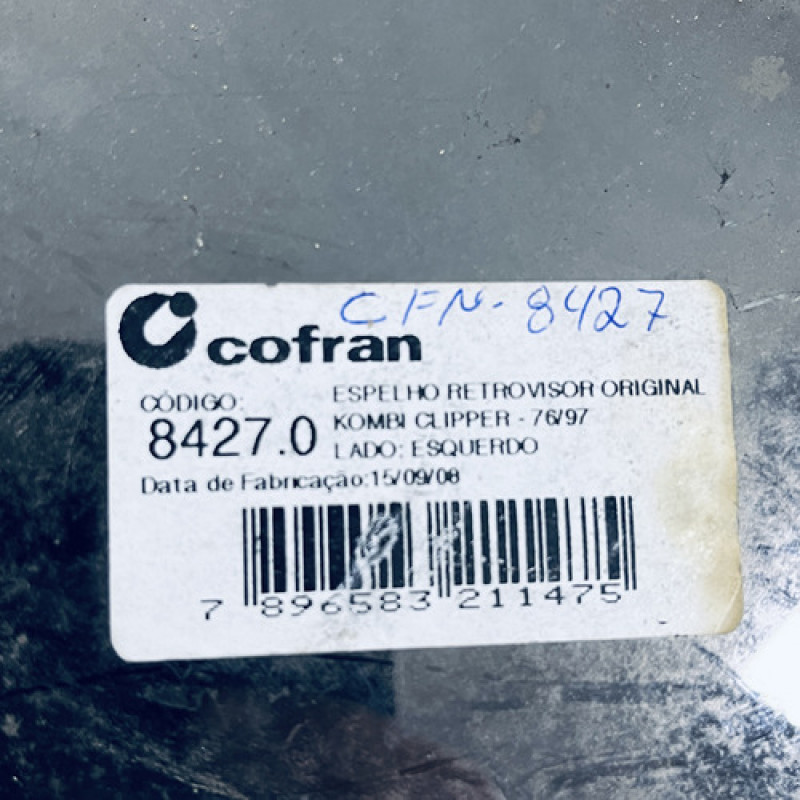 CFN-8427
cofran
CÓDIGO:
8427.0
ESPELHO RETROVISOR ORIGINAL
KOMBI CLIPPER - 76/97
LADO: ESQUERDO
Data de Fabricação:15/09/08
7 896583 211475